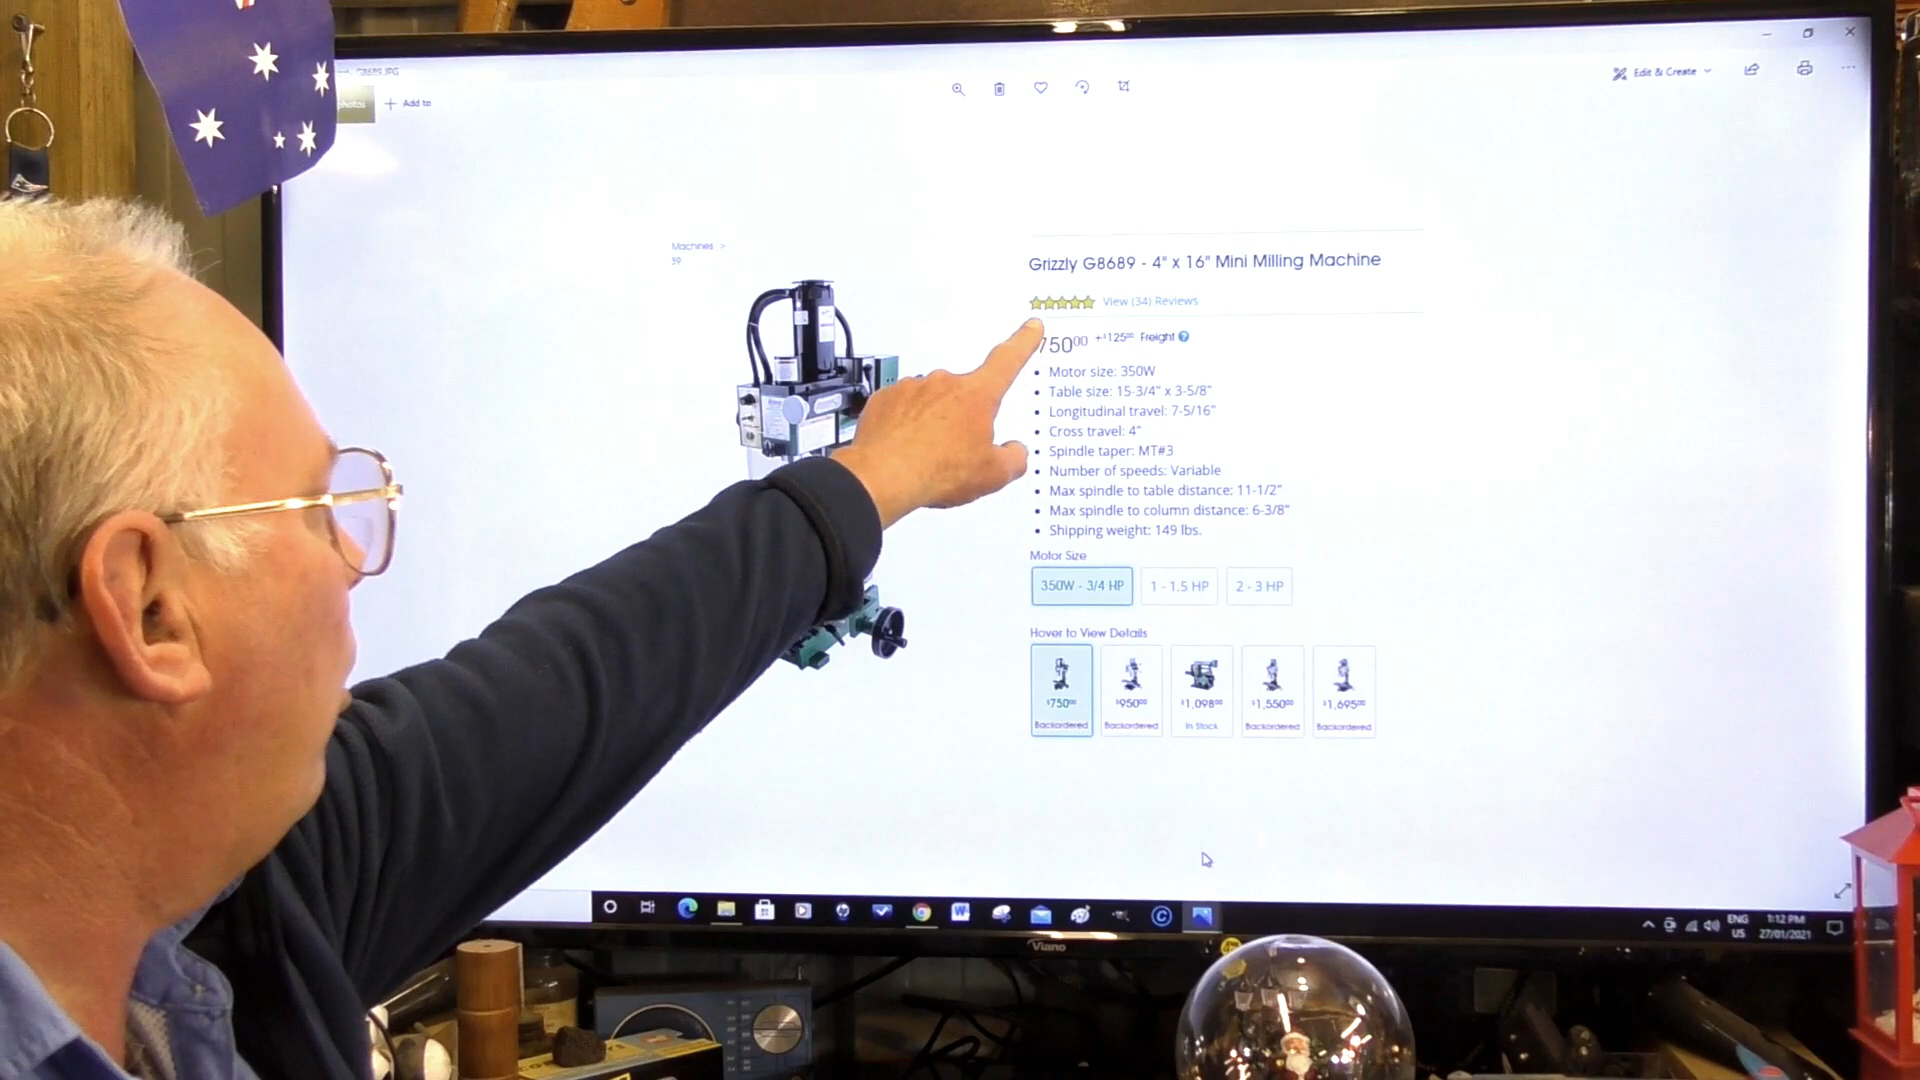 G8689.JPG
photos
Add to
Edit & Create
Machines >
59
Grizzly G8689 - 4" x 16" Mini Milling Machine
View (34) Reviews
750⁰⁰ +$125⁰⁰ Freight ?
• Motor size: 350W
• Table size: 15-3/4" x 3-5/8"
• Longitudinal travel: 7-5/16"
• Cross travel: 4"
• Spindle taper: MT#3
• Number of speeds: Variable
• Max spindle to table distance: 11-1/2"
• Max spindle to column distance: 6-3/8"
• Shipping weight: 149 lbs.
Motor Size
350W - 3/4 HP
1 - 1.5 HP
2 - 3 HP
Hover to View Details
$750⁰⁰ $950⁰⁰ $1,098⁰⁰ $1,550⁰⁰ $1,695⁰⁰
Backordered Backordered In Stock Backordered Backordered
ENG
US
1:12 PM
27/01/2021
Viano